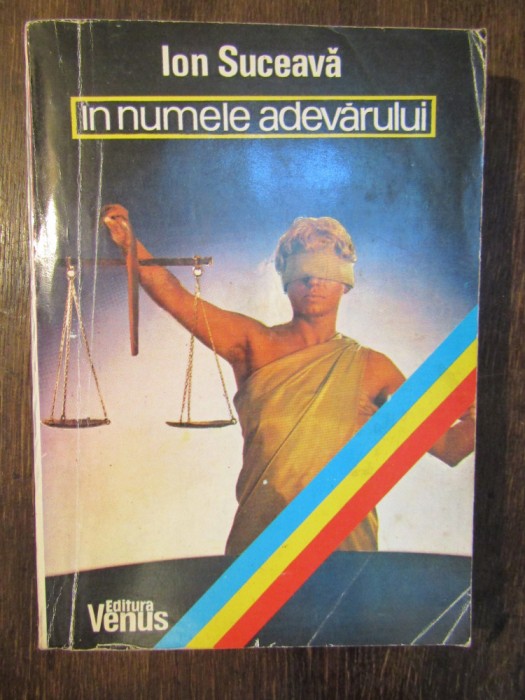 Ion Suceavă
în numele adevărului
Editura
Venus